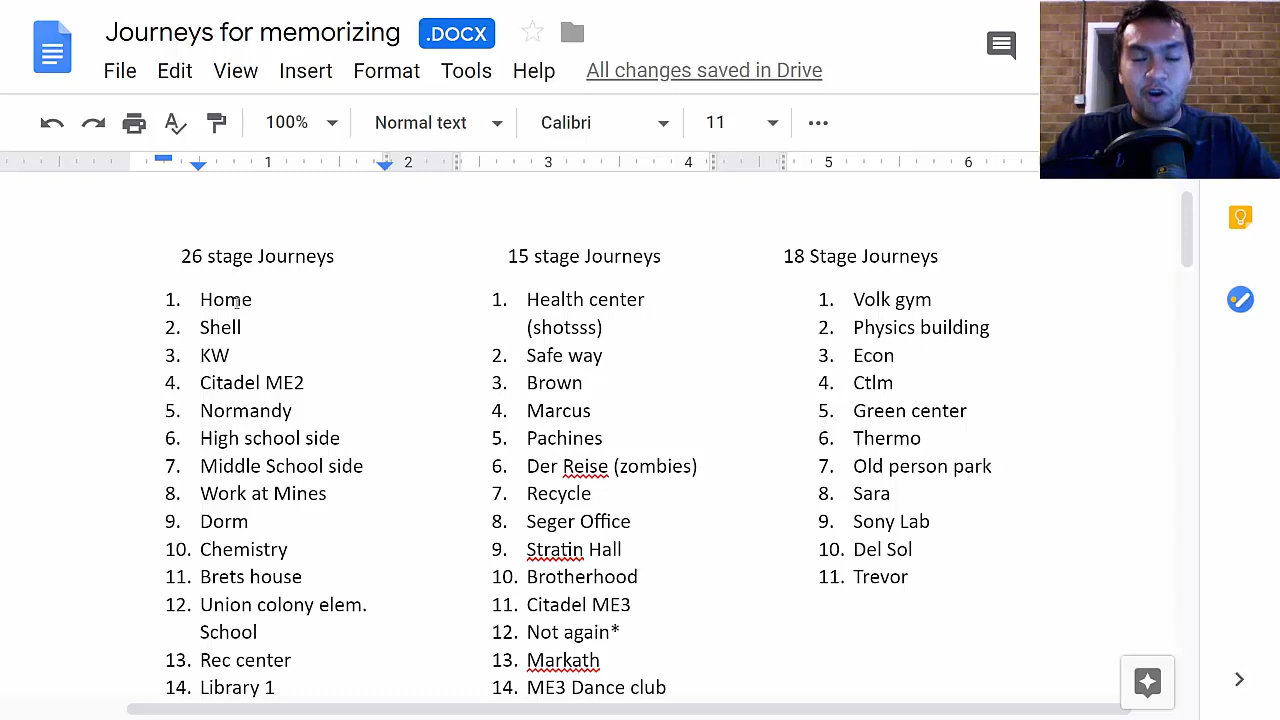 Journeys for memorizing .DOCX
File Edit View Insert Format Tools Help All changes saved in Drive
100% Normal text Calibri 11
1 2 3 4 5 6
26 stage Journeys
1. Home
2. Shell
3. KW
4. Citadel ME2
5. Normandy
6. High school side
7. Middle School side
8. Work at Mines
9. Dorm
10. Chemistry
11. Brets house
12. Union colony elem.
School
13. Rec center
14. Library 1
15 stage Journeys
1. Health center
(shotsss)
2. Safe way
3. Brown
4. Marcus
5. Pachines
6. Der Reise (zombies)
7. Recycle
8. Seger Office
9. Stratin Hall
10. Brotherhood
11. Citadel ME3
12. Not again*
13. Markath
14. ME3 Dance club
18 Stage Journeys
1. Volk gym
2. Physics building
3. Econ
4. Ctlm
5. Green center
6. Thermo
7. Old person park
8. Sara
9. Sony Lab
10. Del Sol
11. Trevor